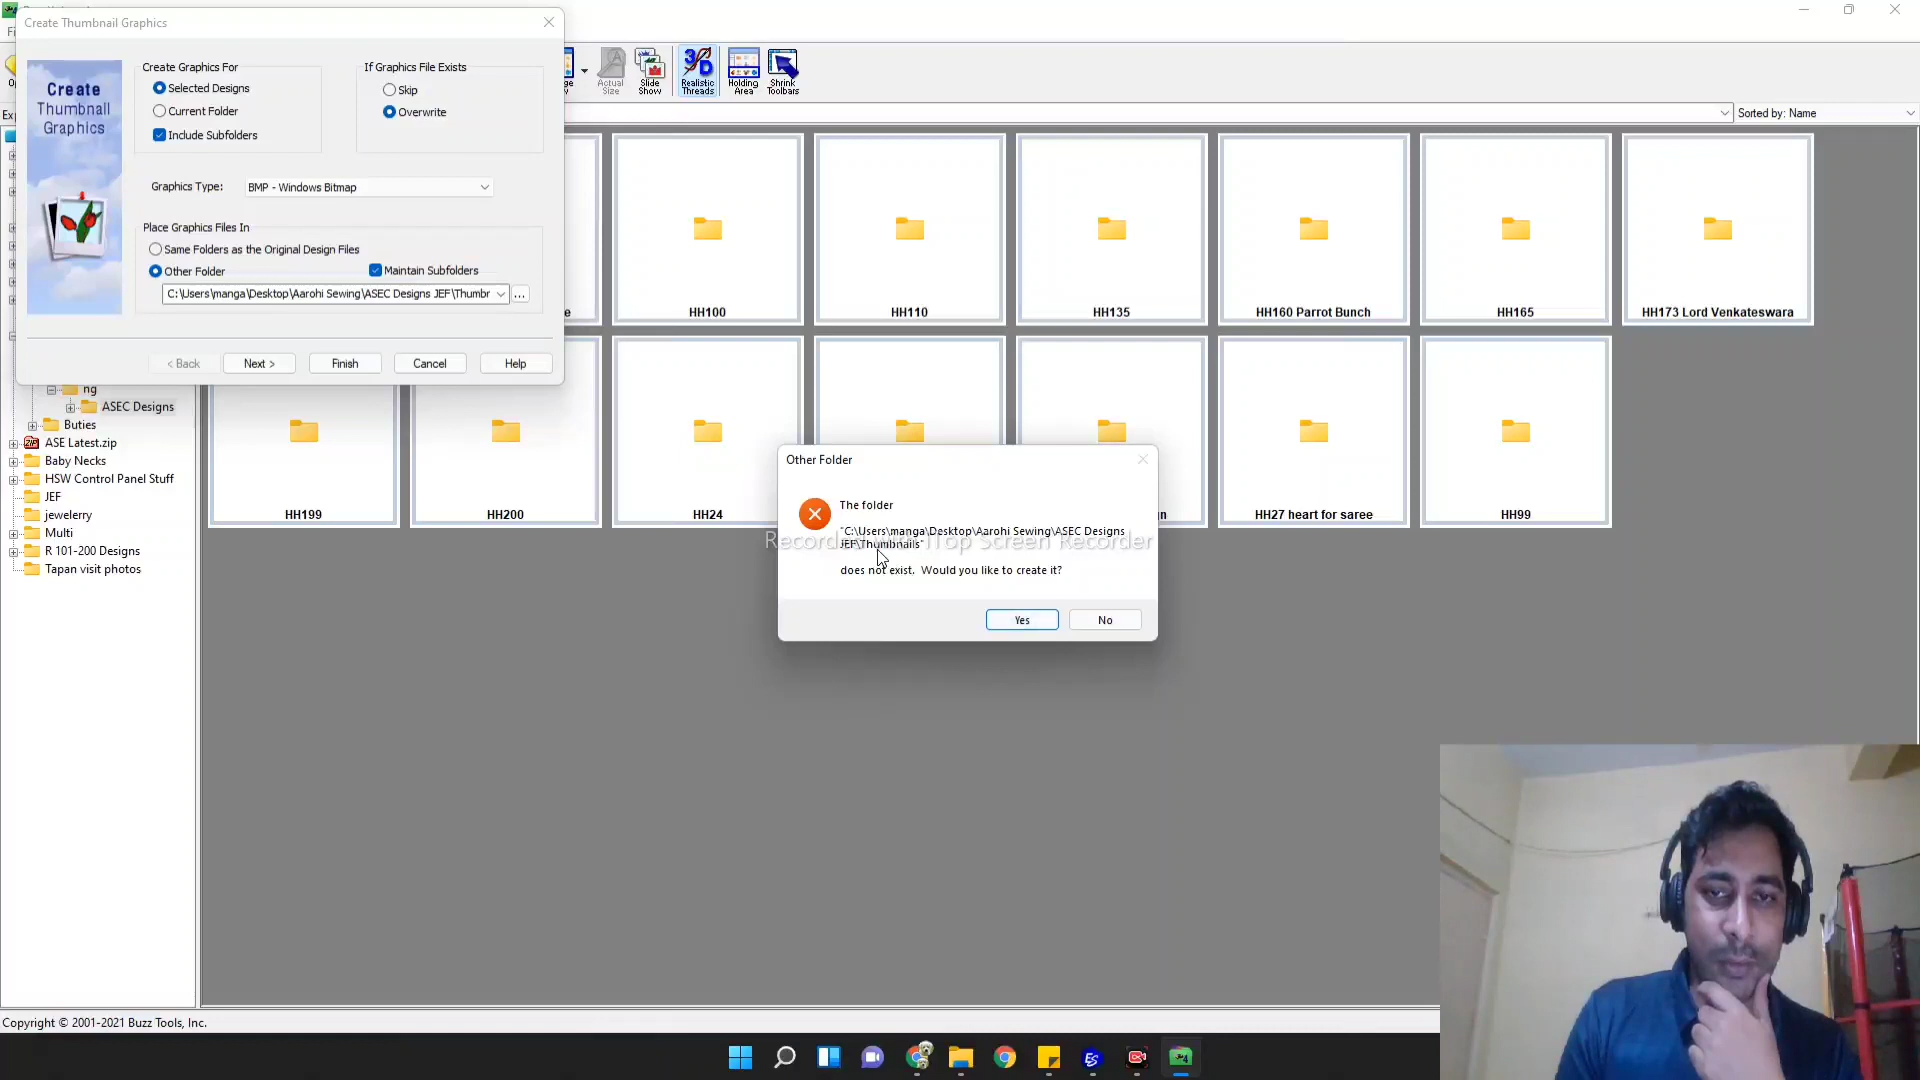 Create Thumbnail Graphics
Create
Thumbnail
Graphics
Create Graphics For
Selected Designs
Current Folder
Include Subfolders
If Graphics File Exists
Skip
Overwrite
Graphics Type:
BMP - Windows Bitmap
Place Graphics Files In
Same Folders as the Original Design Files
Other Folder
Maintain Subfolders
C:\Users\manga\Desktop\Aarohi Sewing\ASEC Designs JEF\Thumbr
...
< Back
Next >
Finish
Cancel
Help
Actual Size
Slide Show
3D
Realistic Threads
Holding Area
Shrink Toolbars
Sorted by: Name
HH100
HH110
HH135
HH160 Parrot Bunch
HH165
HH173 Lord Venkateswara
HH199
HH200
HH24
HH27 heart for saree
HH99
ng
ASEC Designs
Buties
ASE Latest.zip
Baby Necks
HSW Control Panel Stuff
JEF
jewelerry
Multi
R 101-200 Designs
Tapan visit photos
Other Folder
The folder
"C:\Users\manga\Desktop\Aarohi Sewing\ASEC Designs
JEF\Thumbnails"
does not exist. Would you like to create it?
Yes
No
Screen Recorder
Copyright © 2001-2021 Buzz Tools, Inc.